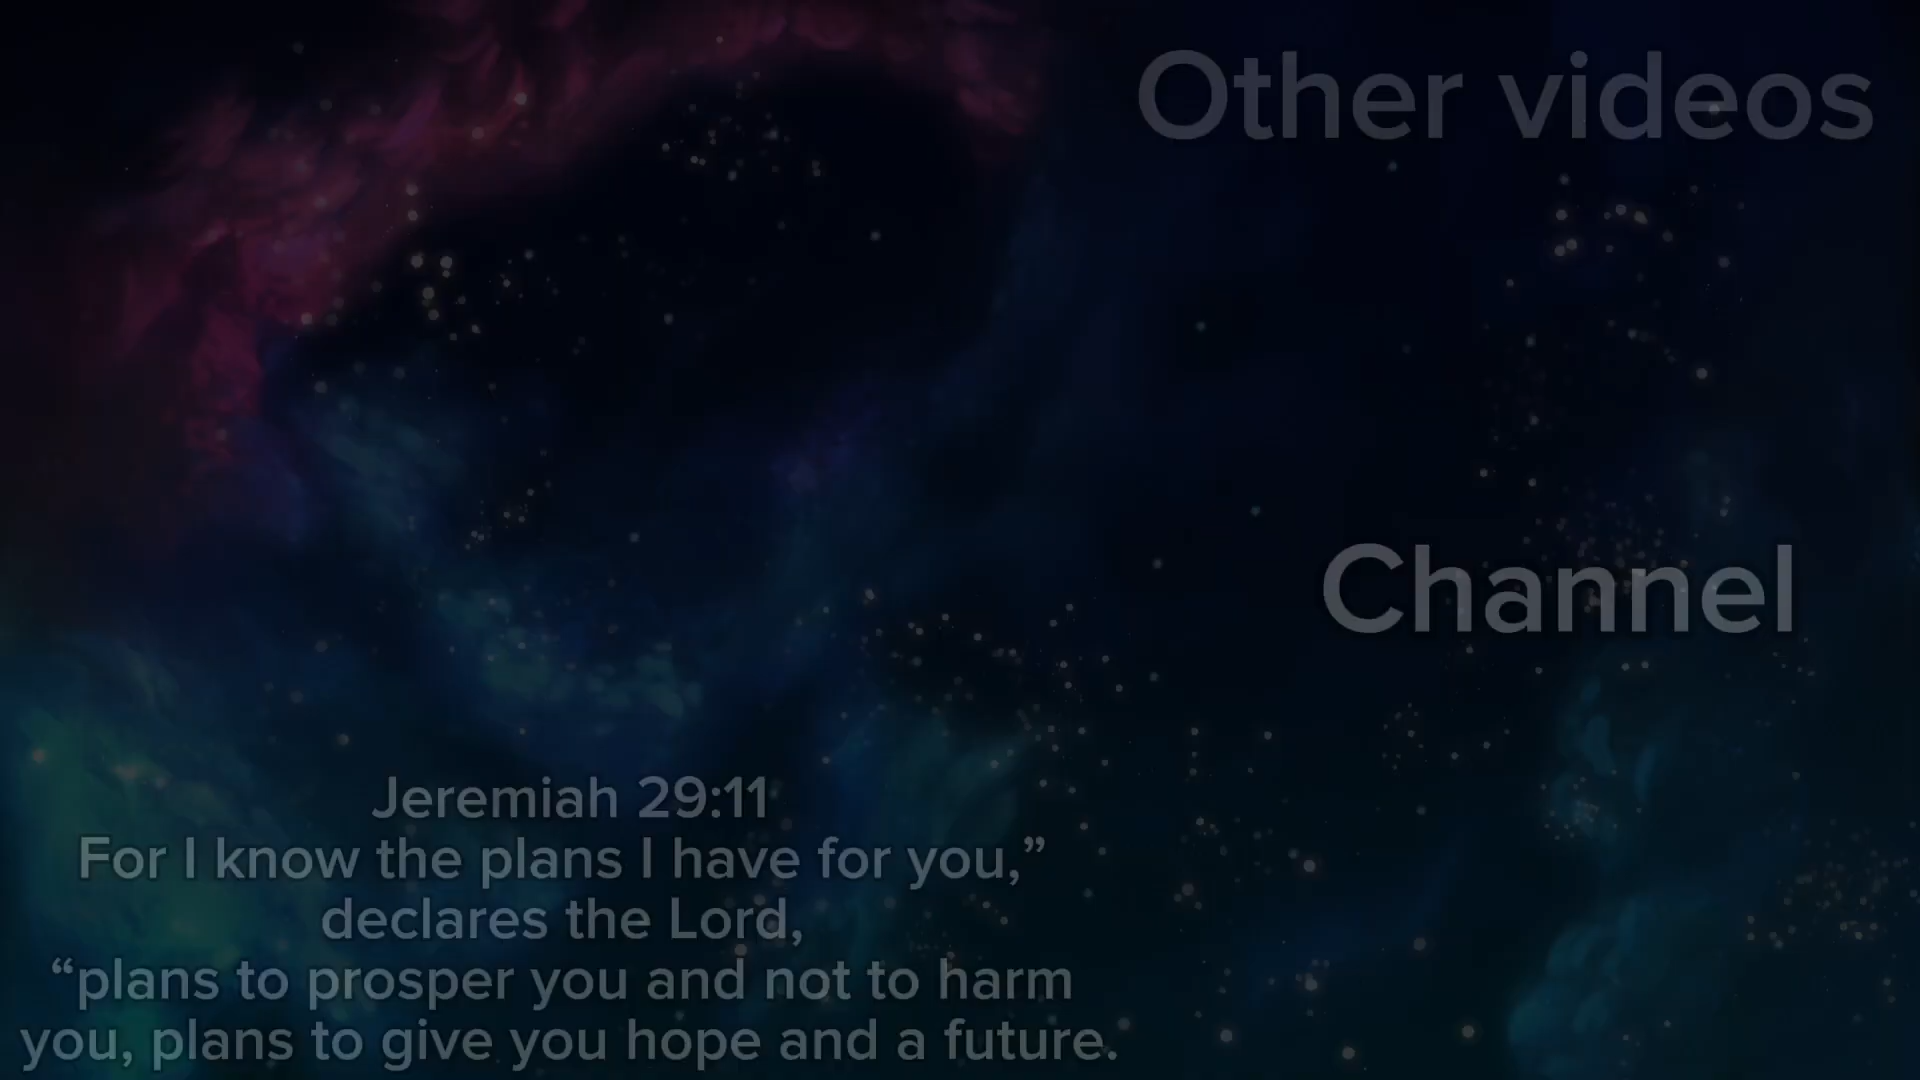 Other videos
Channel
Jeremiah 29:11
For I know the plans I have for you,”
declares the Lord,
“plans to prosper you and not to harm
you, plans to give you hope and a future.